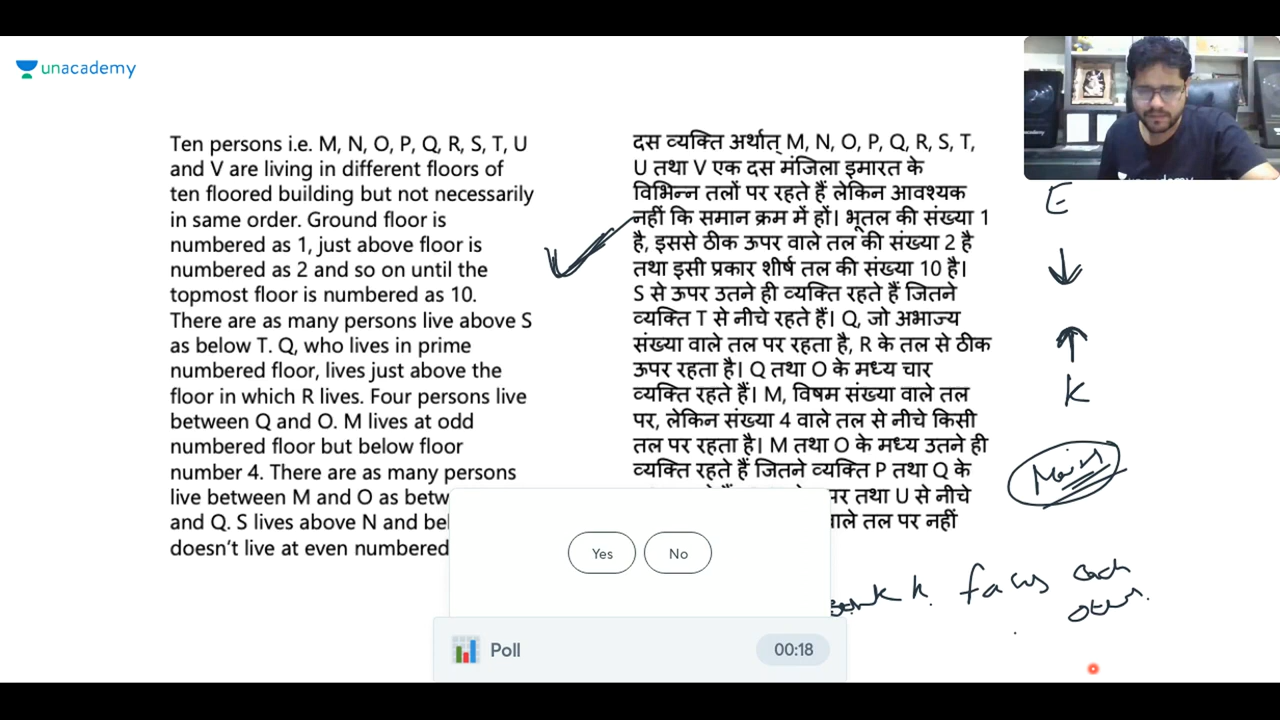 unacademy
Ten persons i.e. M, N, O, P, Q, R, S, T, U
and V are living in different floors of
ten floored building but not necessarily
in same order. Ground floor is
numbered as 1, just above floor is
numbered as 2 and so on until the
topmost floor is numbered as 10.
There are as many persons live above S
as below T. Q, who lives in prime
numbered floor, lives just above the
floor in which R lives. Four persons live
between Q and O. M lives at odd
numbered floor but below floor
number 4. There are as many persons
live between M and O as
and Q. S lives above N and
doesn't live at even numbered
दस व्यक्ति अर्थात् M, N, O, P, Q, R, S, T,
U तथा V एक दस मंजिला इमारत के
विभिन्न तलों पर रहते हैं लेकिन आवश्यक
नहीं कि समान क्रम में हों। भूतल की संख्या 1
है, इससे ठीक ऊपर वाले तल की संख्या 2 है
तथा इसी प्रकार शीर्ष तल की संख्या 10 है।
S से ऊपर उतने ही व्यक्ति रहते हैं जितने
व्यक्ति T से नीचे रहते हैं। Q, जो अभाज्य
संख्या वाले तल पर रहता है, R के तल से ठीक
ऊपर रहता है। Q तथा O के मध्य चार
व्यक्ति रहते हैं। M, विषम संख्या वाले तल
पर, लेकिन संख्या 4 वाले तल से नीचे किसी
तल पर रहता है। M तथा O के मध्य उतने ही
व्यक्ति रहते हैं जितने व्यक्ति P तथा Q के
तथा U से नीचे
वाले तल पर नहीं
E
K
faces each
other.
Yes
No
Poll
00:18